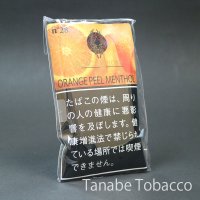 n°28
ORANGE PEEL MENTHOL
たばこの煙は、周り
の人の健康に悪影
響を及ぼします。健
康増進法で禁じられ
ている場所では喫煙
できません。
Tanabe Tobacco